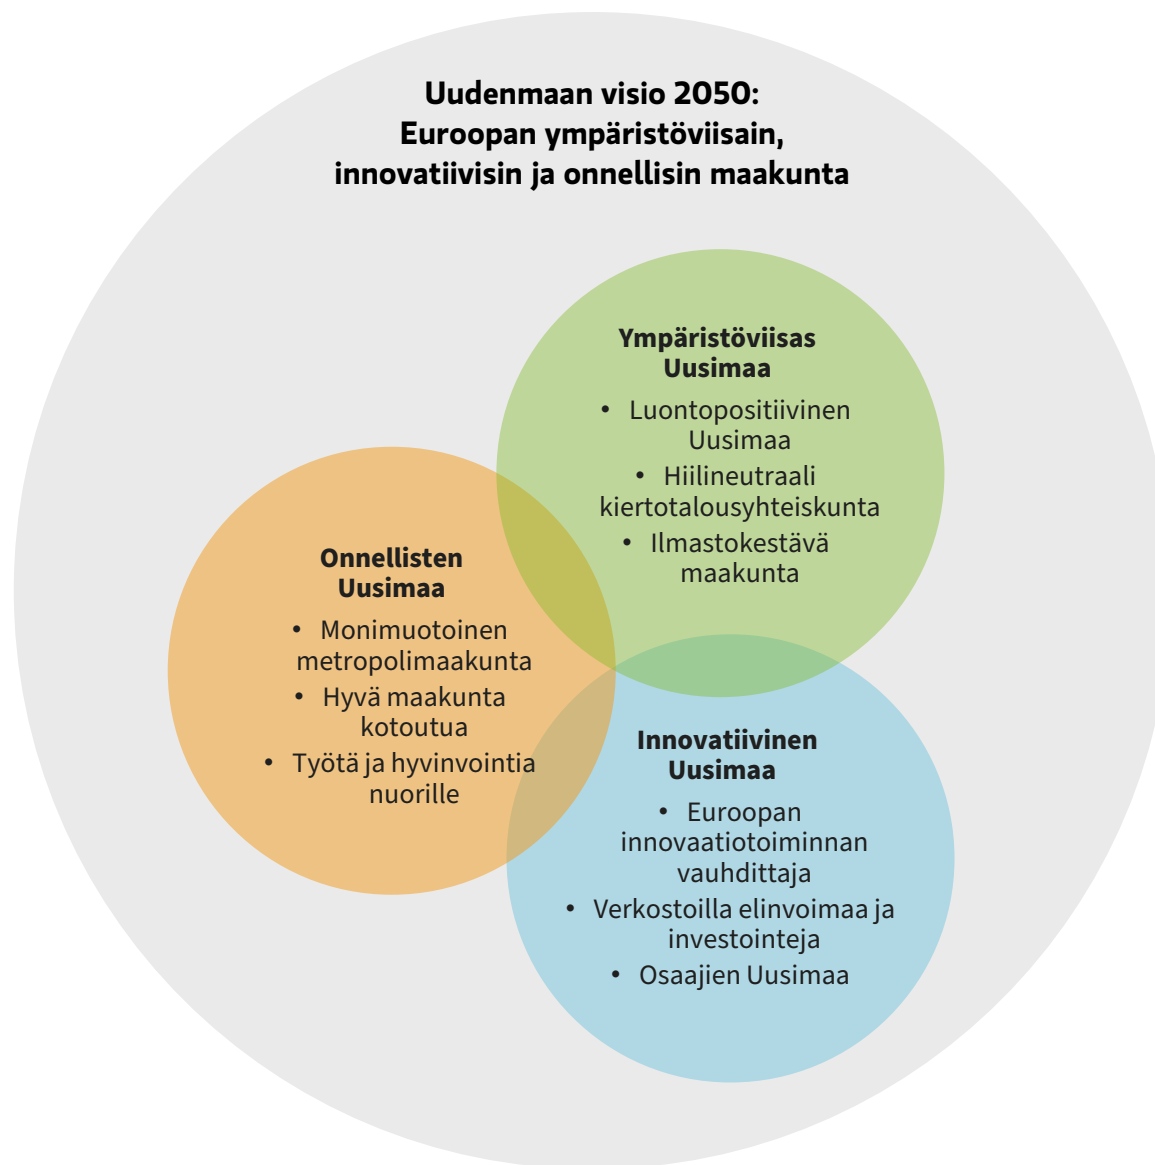 Uudenmaan visio 2050:
Euroopan ympäristöviisain,
innovatiivisin ja onnellisin maakunta
Ympäristöviisas
Uusimaa
• Luontopositiivinen
Uusimaa
• Hiilineutraali
kiertotalousyhteiskunta
• Ilmastokestävä
maakunta
Onnellisten
Uusimaa
• Monimuotoinen
metropolimaakunta
• Hyvä maakunta
kotoutua
• Työtä ja hyvinvointia
nuorille
Innovatiivinen
Uusimaa
• Euroopan
innovaatiotoiminnan
vauhdittaja
• Verkostoilla elinvoimaa ja
investointeja
• Osaajien Uusimaa